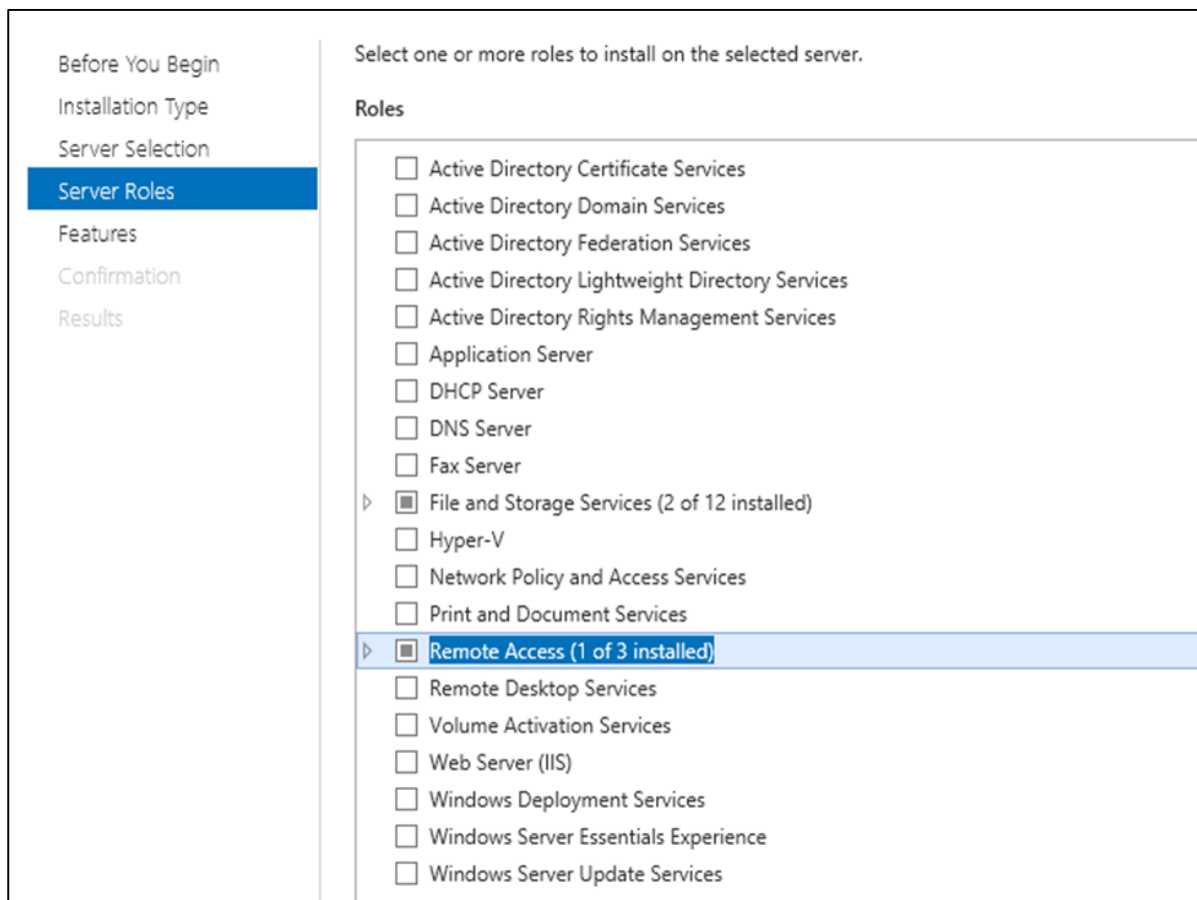 Before You Begin
Installation Type
Server Selection
Server Roles
Features
Confirmation
Results
Select one or more roles to install on the selected server.
Roles
Active Directory Certificate Services
Active Directory Domain Services
Active Directory Federation Services
Active Directory Lightweight Directory Services
Active Directory Rights Management Services
Application Server
DHCP Server
DNS Server
Fax Server
File and Storage Services (2 of 12 installed)
Hyper-V
Network Policy and Access Services
Print and Document Services
Remote Access (1 of 3 installed)
Remote Desktop Services
Volume Activation Services
Web Server (IIS)
Windows Deployment Services
Windows Server Essentials Experience
Windows Server Update Services